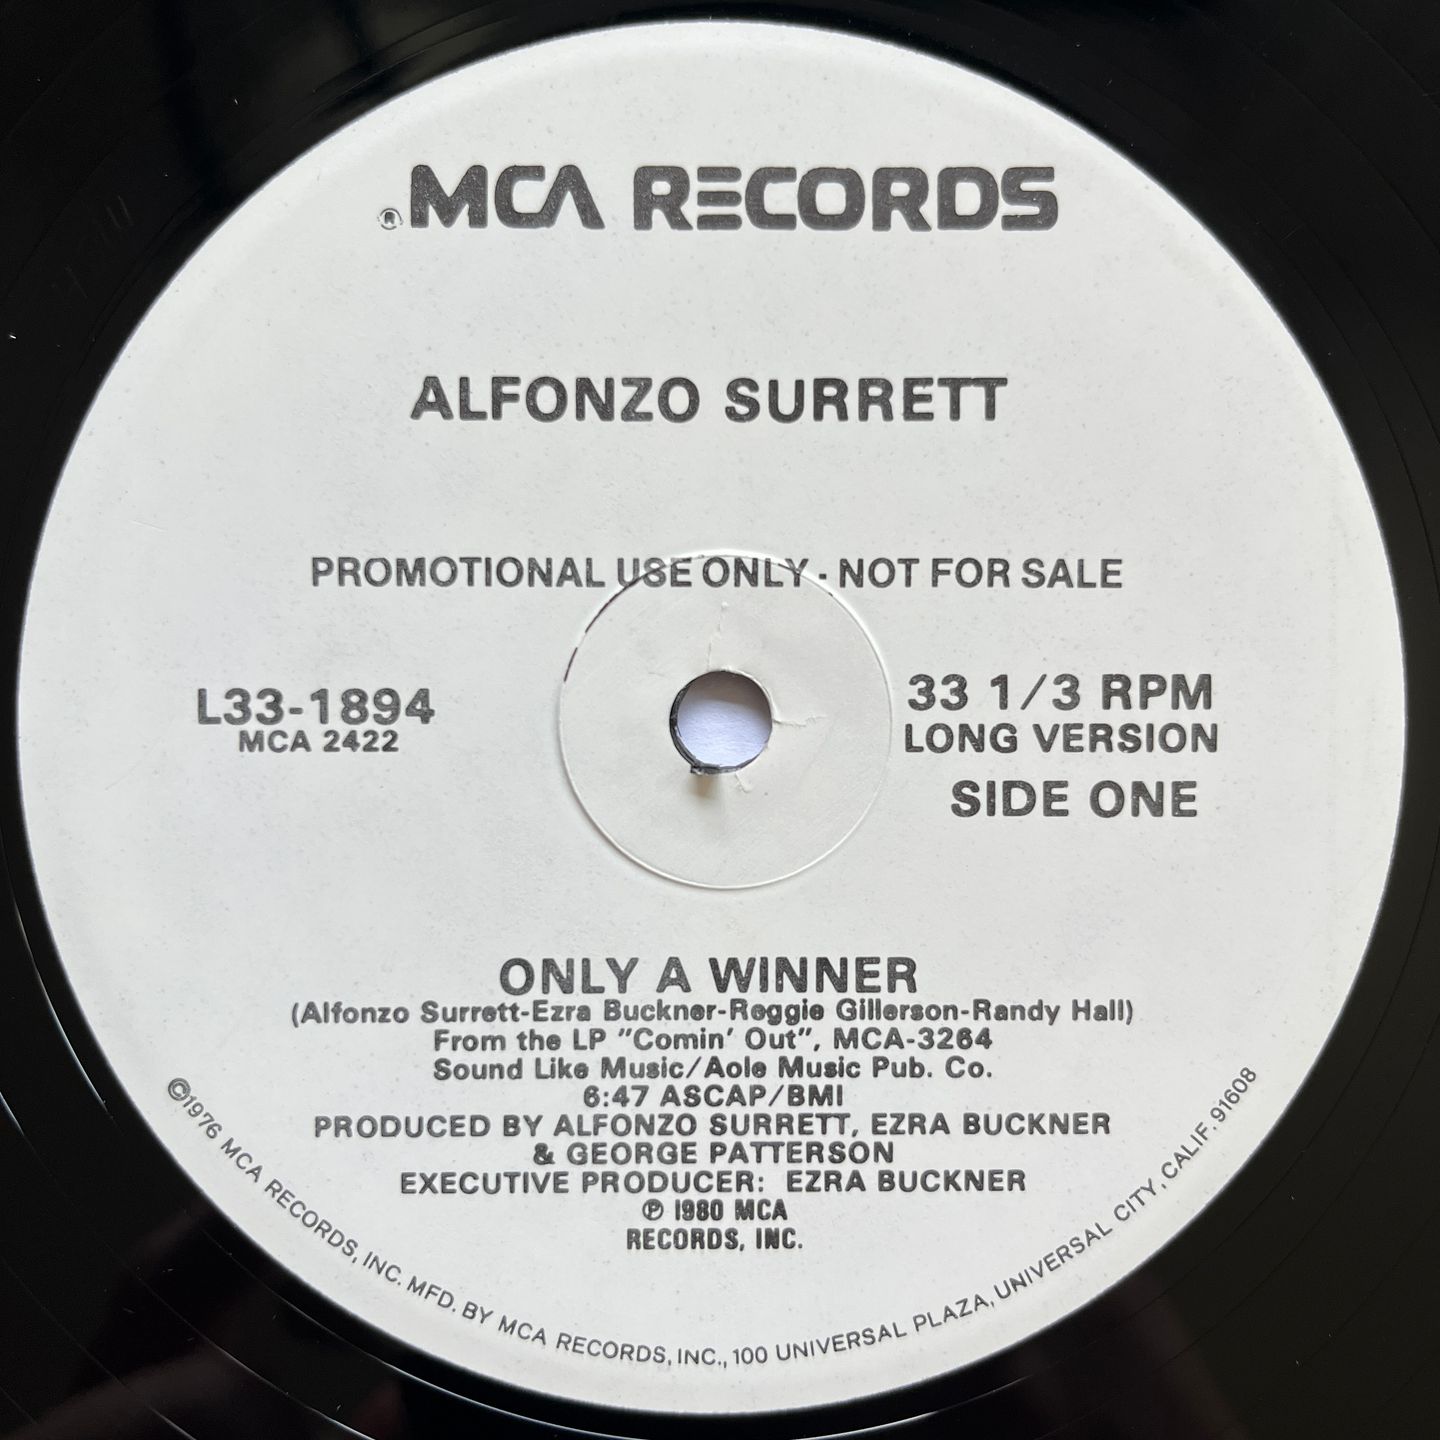 ® MCA RECORDS
ALFONZO SURRETT
PROMOTIONAL USE ONLY - NOT FOR SALE
L33-1894
MCA 2422
33 1/3 RPM
LONG VERSION
SIDE ONE
ONLY A WINNER
(Alfonzo Surrett-Ezra Buckner-Reggie Gillerson-Randy Hall)
From the LP "Comin' Out", MCA-3264
Sound Like Music/Aole Music Pub. Co.
6:47 ASCAP/BMI
PRODUCED BY ALFONZO SURRETT, EZRA BUCKNER
& GEORGE PATTERSON
EXECUTIVE PRODUCER: EZRA BUCKNER
℗ 1980 MCA
RECORDS, INC.
©1976 MCA RECORDS, INC. MFD. BY MCA RECORDS, INC., 100 UNIVERSAL PLAZA, UNIVERSAL CITY, CALIF. 91608